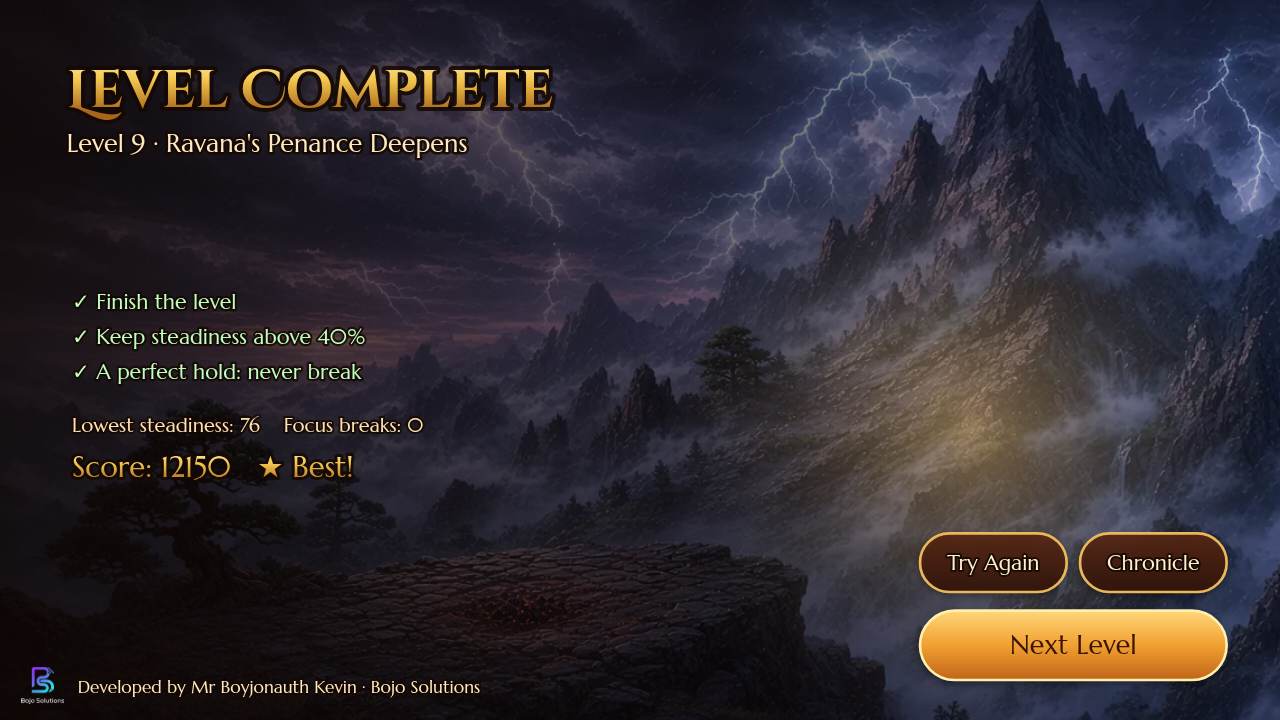 Level Complete
Level 9 · Ravana's Penance Deepens
✓ Finish the level
✓ Keep steadiness above 40%
✓ A perfect hold: never break
Lowest steadiness: 76 Focus breaks: 0
Score: 12150 ★ Best!
Try Again
Chronicle
Next Level
Bojo Solutions
Developed by Mr Boyjonauth Kevin · Bojo Solutions